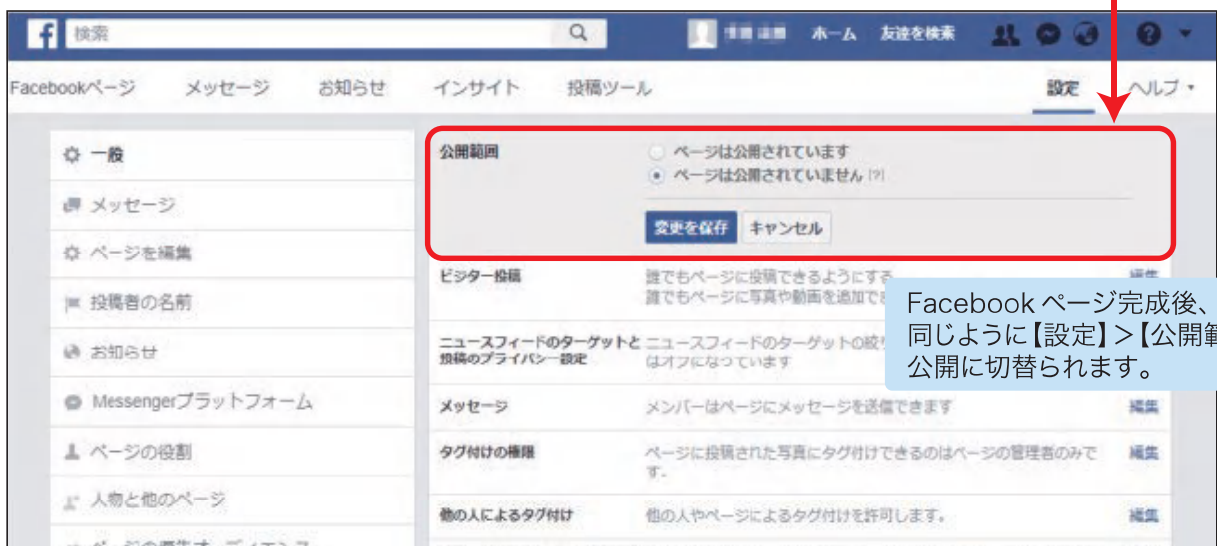 f 検索 ホーム 友達を検索
Facebookページ メッセージ お知らせ インサイト 投稿ツール 設定 ヘルプ
一般
メッセージ
ページを編集
投稿者の名前
お知らせ
Messengerプラットフォーム
ページの役割
人物と他のページ
公開範囲
ページは公開されています
ページは公開されていません [?]
変更を保存 キャンセル
ビジター投稿
誰でもページに投稿できるようにする
誰でもページに写真や動画を追加でき
編集
ニュースフィードのターゲットと
投稿のプライバシー設定
ニュースフィードのターゲットの絞り
はオフになっています
Facebook ページ完成後、
同じように【設定】＞【公開範
公開に切替られます。
メッセージ メンバーはページにメッセージを送信できます 編集
タグ付けの権限 ページに投稿された写真にタグ付けできるのはページの管理者のみで 編集
す。
他の人によるタグ付け 他の人やページによるタグ付けを許可します。 編集